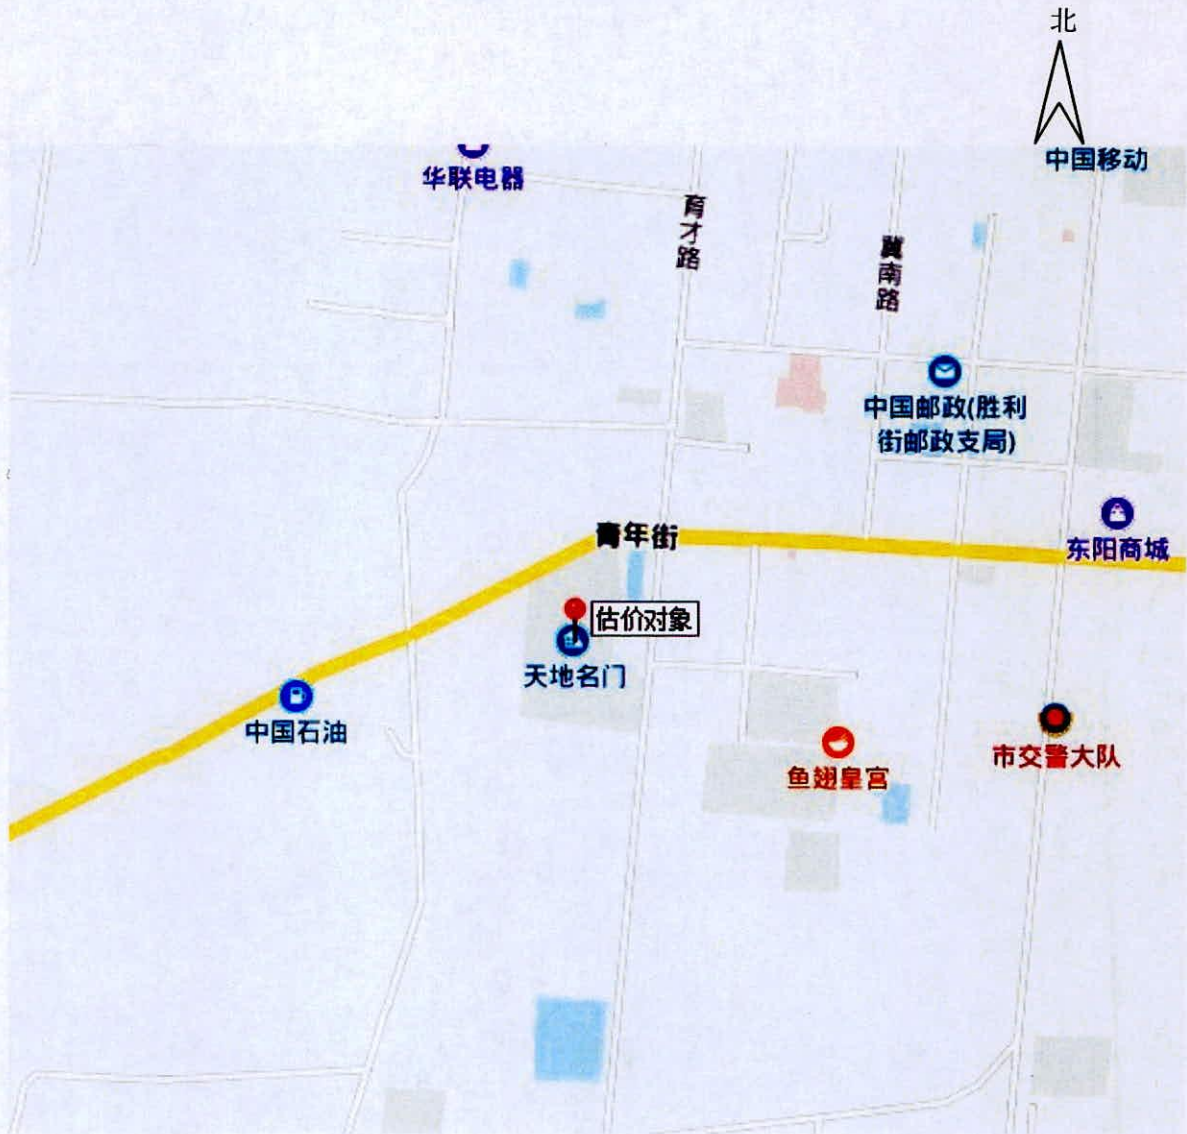 北
中国移动
华联电器
育才路
冀南路
中国邮政(胜利
街邮政支局)
青年街
东阳商城
估价对象
天地名门
中国石油
市交警大队
鱼翅皇宫